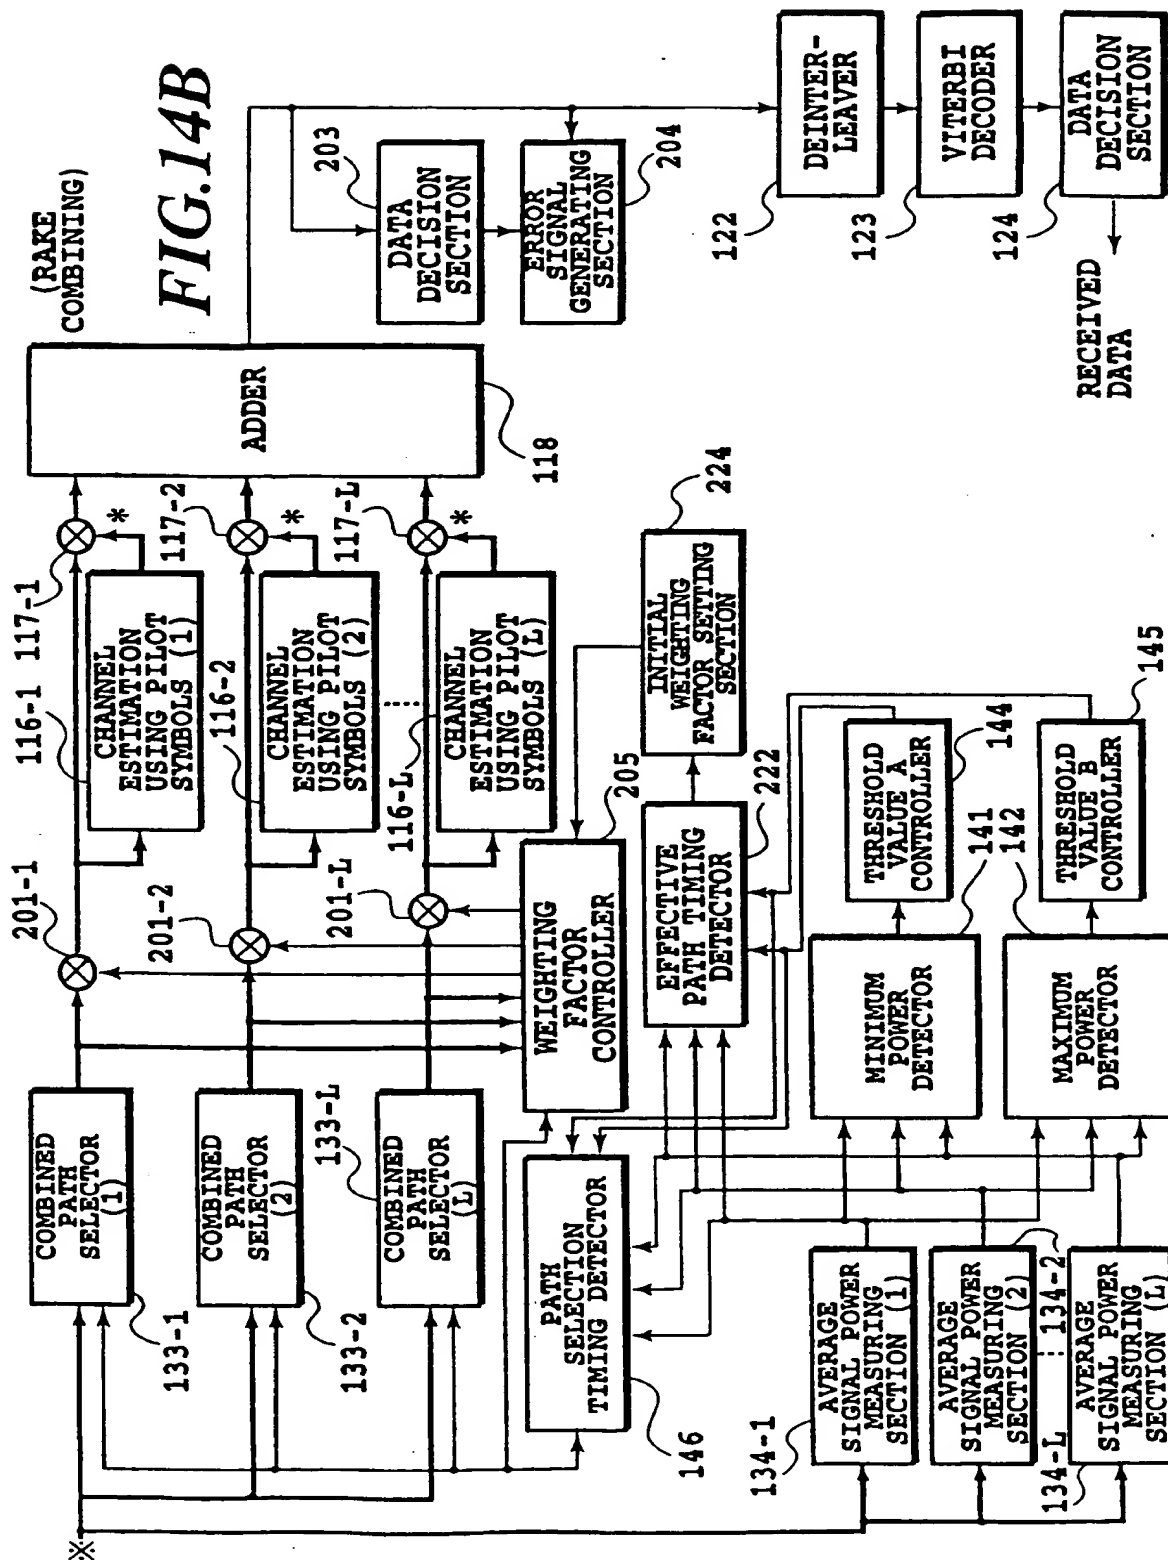 FIG.14B
(RAKE
COMBINING)
※
COMBINED
PATH
SELECTOR
(1)
133-1
COMBINED
PATH
SELECTOR
(2)
133-2
COMBINED
PATH
SELECTOR
(L)
133-L
201-1
201-2
201-L
116-1
117-1
CHANNEL
ESTIMATION
USING PILOT
SYMBOLS (1)
*
116-2
117-2
CHANNEL
ESTIMATION
USING PILOT
SYMBOLS (2)
*
116-L
117-L
CHANNEL
ESTIMATION
USING PILOT
SYMBOLS (L)
*
ADDER
118
203
DATA
DECISION
SECTION
ERROR
SIGNAL
GENERATING
SECTION
204
WEIGHTING
FACTOR
CONTROLLER
205
INITIAL
WEIGHTING
FACTOR SETTING
SECTION
224
PATH
SELECTION
TIMING DETECTOR
146
EFFECTIVE
PATH TIMING
DETECTOR
222
134-1
AVERAGE
SIGNAL POWER
MEASURING
SECTION (1)
AVERAGE
SIGNAL POWER
MEASURING
SECTION (2)
134-2
134-L
AVERAGE
SIGNAL POWER
MEASURING
SECTION (L)
MINIMUM
POWER
DETECTOR
141
142
MAXIMUM
POWER
DETECTOR
THRESHOLD
VALUE A
CONTROLLER
144
THRESHOLD
VALUE B
CONTROLLER
145
DEINTER-
LEAVER
122
VITERBI
DECODER
123
DATA
DECISION
SECTION
124
RECEIVED
DATA